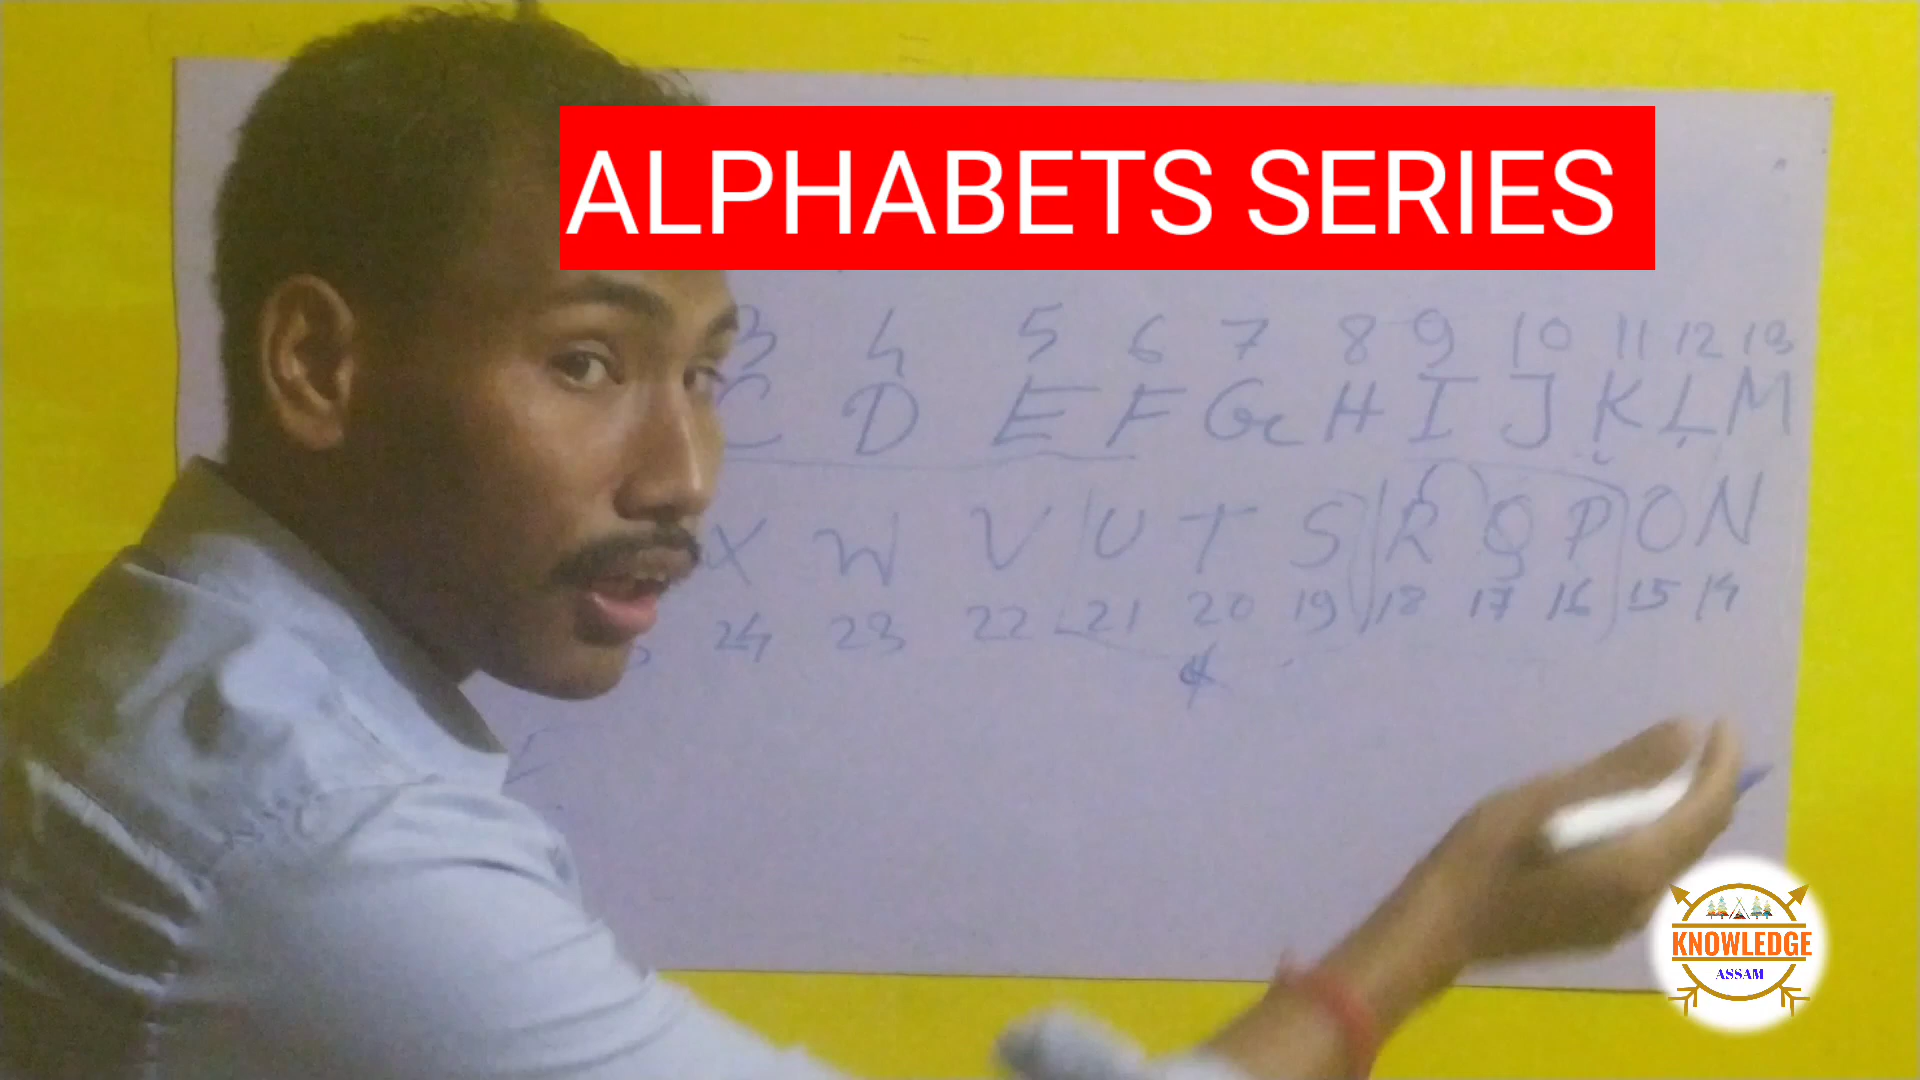 ALPHABETS SERIES
3 4 5 6 7 8 9 10 11 12 13
C D E F G H I J K L M
X W V U T S R Q P O N
24 23 22 21 20 19 18 17 16 15 14
KNOWLEDGE
ASSAM